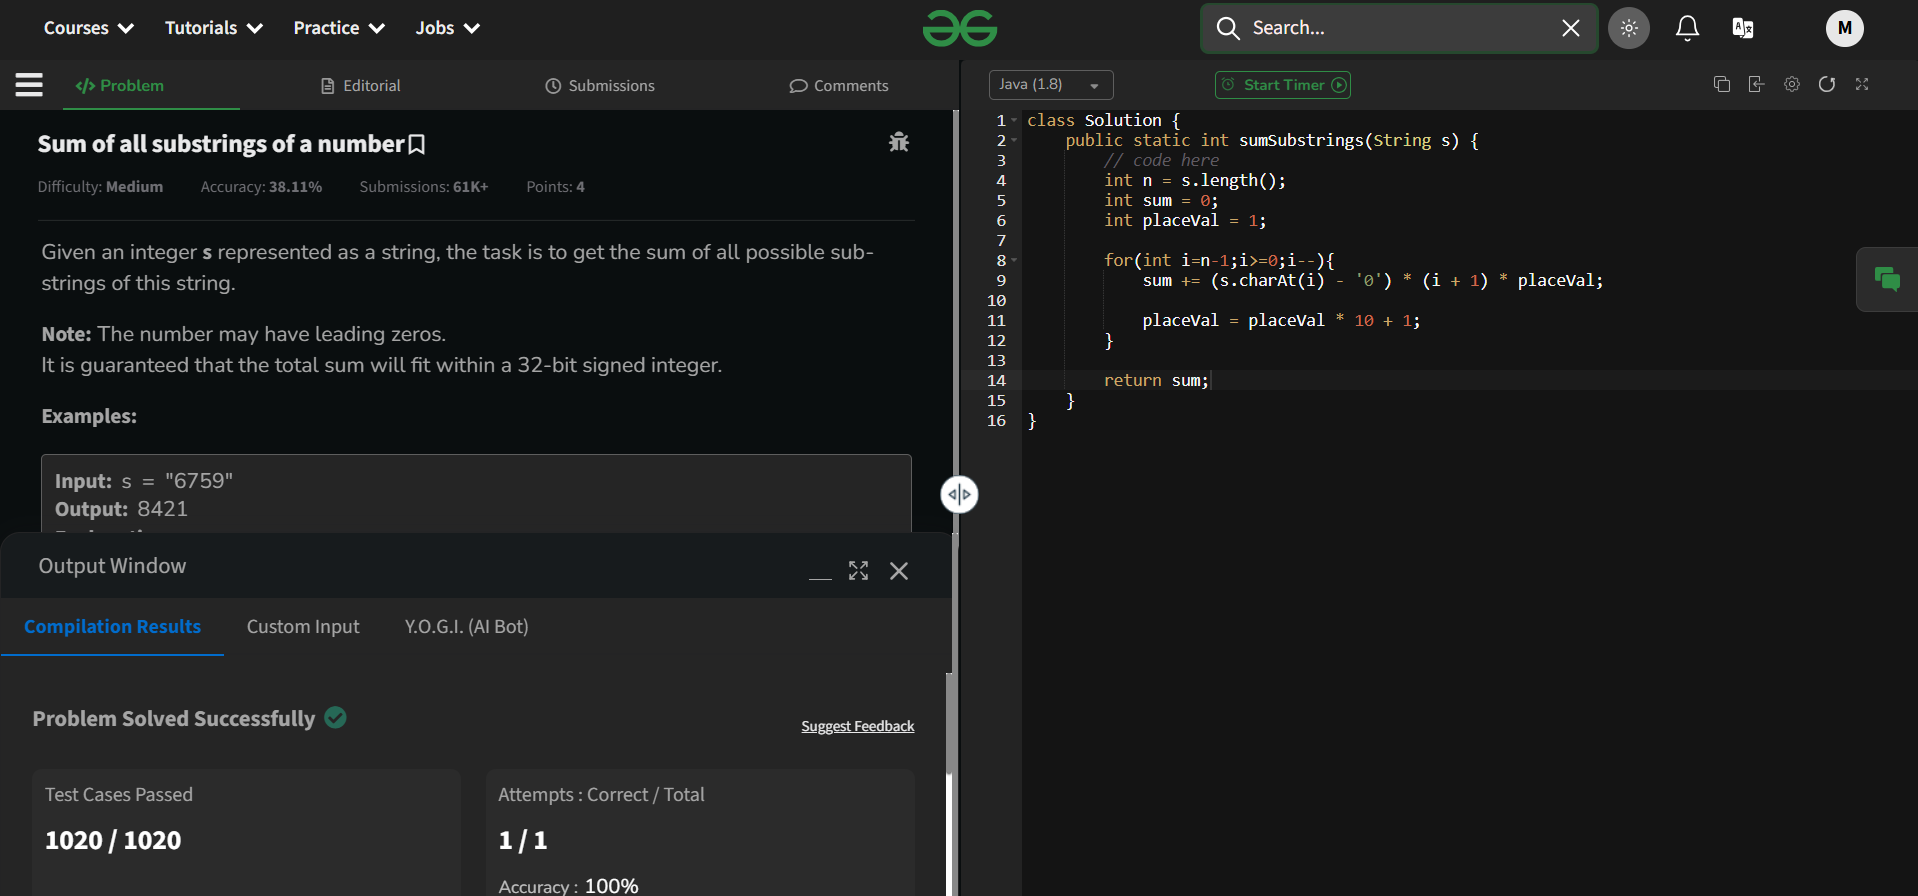 Courses Tutorials Practice Jobs Search... M
Problem Editorial Submissions Comments
Sum of all substrings of a number
Difficulty: Medium Accuracy: 38.11% Submissions: 61K+ Points: 4
Given an integer s represented as a string, the task is to get the sum of all possible sub-
strings of this string.
Note: The number may have leading zeros.
It is guaranteed that the total sum will fit within a 32-bit signed integer.
Examples:
Input: s = "6759"
Output: 8421
Output Window
Compilation Results Custom Input Y.O.G.I. (AI Bot)
Problem Solved Successfully
Suggest Feedback
Test Cases Passed
1020 / 1020
Attempts : Correct / Total
1 / 1
Accuracy : 100%
Java (1.8) Start Timer
1 class Solution {
2 public static int sumSubstrings(String s) {
3 // code here
4 int n = s.length();
5 int sum = 0;
6 int placeVal = 1;
7
8 for(int i=n-1;i>=0;i--){
9 sum += (s.charAt(i) - '0') * (i + 1) * placeVal;
10
11 placeVal = placeVal * 10 + 1;
12 }
13
14 return sum;
15 }
16 }